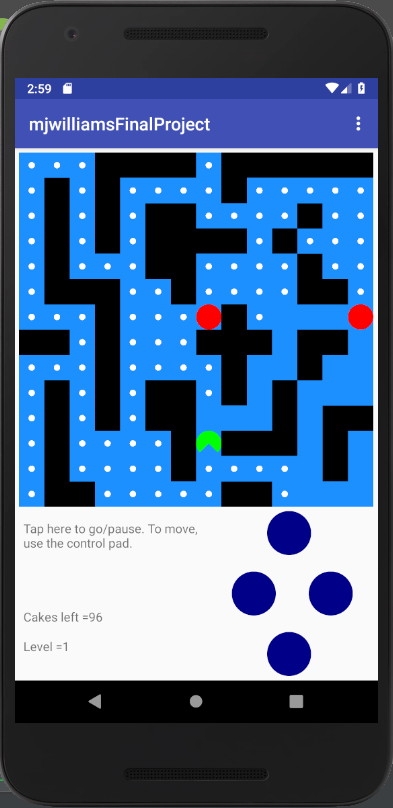 2:59
mjwilliamsFinalProject
Tap here to go/pause. To move,
use the control pad.
Cakes left =96
Level =1